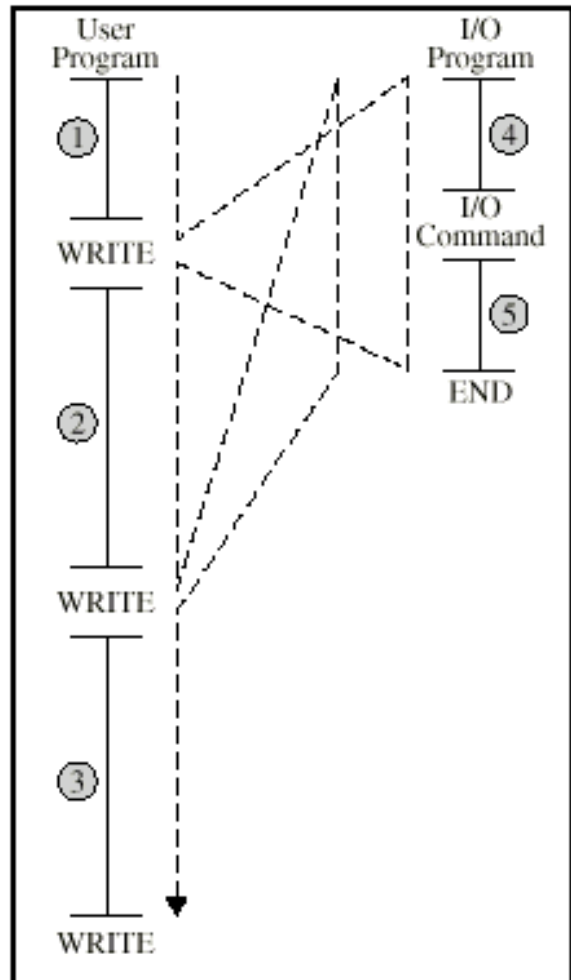 User
Program
1
WRITE
2
WRITE
3
WRITE
I/O
Program
4
I/O
Command
5
END